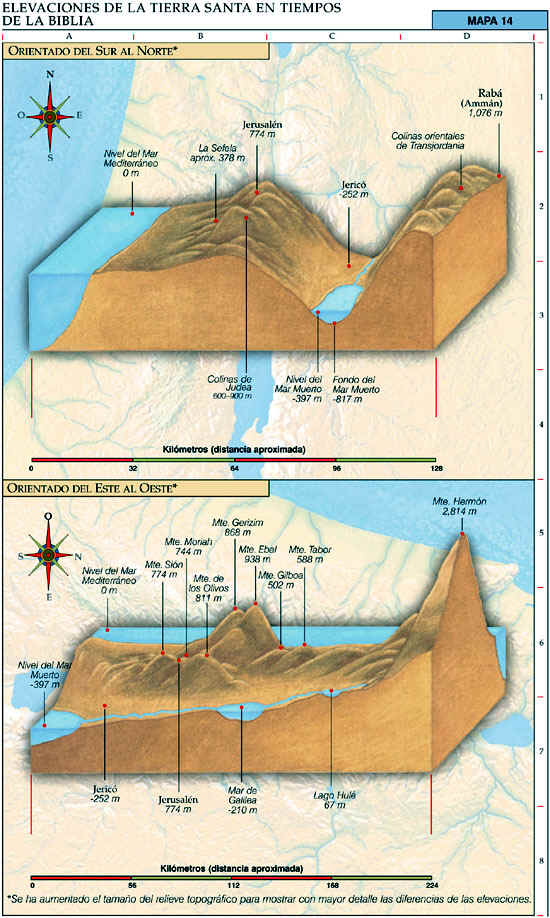 ELEVACIONES DE LA TIERRA SANTA EN TIEMPOS
DE LA BIBLIA
MAPA 14
A
B
C
D
ORIENTADO DEL SUR AL NORTE*
N
O
E
S
Nivel del Mar
Mediterráneo
0 m
La Sefela
aprox. 378 m
Jerusalén
774 m
Jericó
-252 m
Colinas orientales
de Transjordania
Rabá
(Ammán)
1,076 m
Colinas de
Judea
600-900 m
Nivel del
Mar Muerto
-397 m
Fondo del
Mar Muerto
-817 m
Kilómetros (distancia aproximada)
0
32
64
96
128
1
2
3
4
5
6
7
8
ORIENTADO DEL ESTE AL OESTE*
O
S
N
E
Nivel del Mar
Mediterráneo
0 m
Mte. Sión
774 m
Mte. Moriah
744 m
Mte. de
los Olivos
811 m
Mte. Gerizim
868 m
Mte. Ebal
938 m
Mte. Gilboa
502 m
Mte. Tabor
588 m
Mte. Hermón
2,814 m
Nivel del Mar
Muerto
-397 m
Jericó
-252 m
Jerusalén
774 m
Mar de
Galilea
-210 m
Lago Hulé
67 m
Kilómetros (distancia aproximada)
0
56
112
168
224
*Se ha aumentado el tamaño del relieve topográfico para mostrar con mayor detalle las diferencias de las elevaciones.